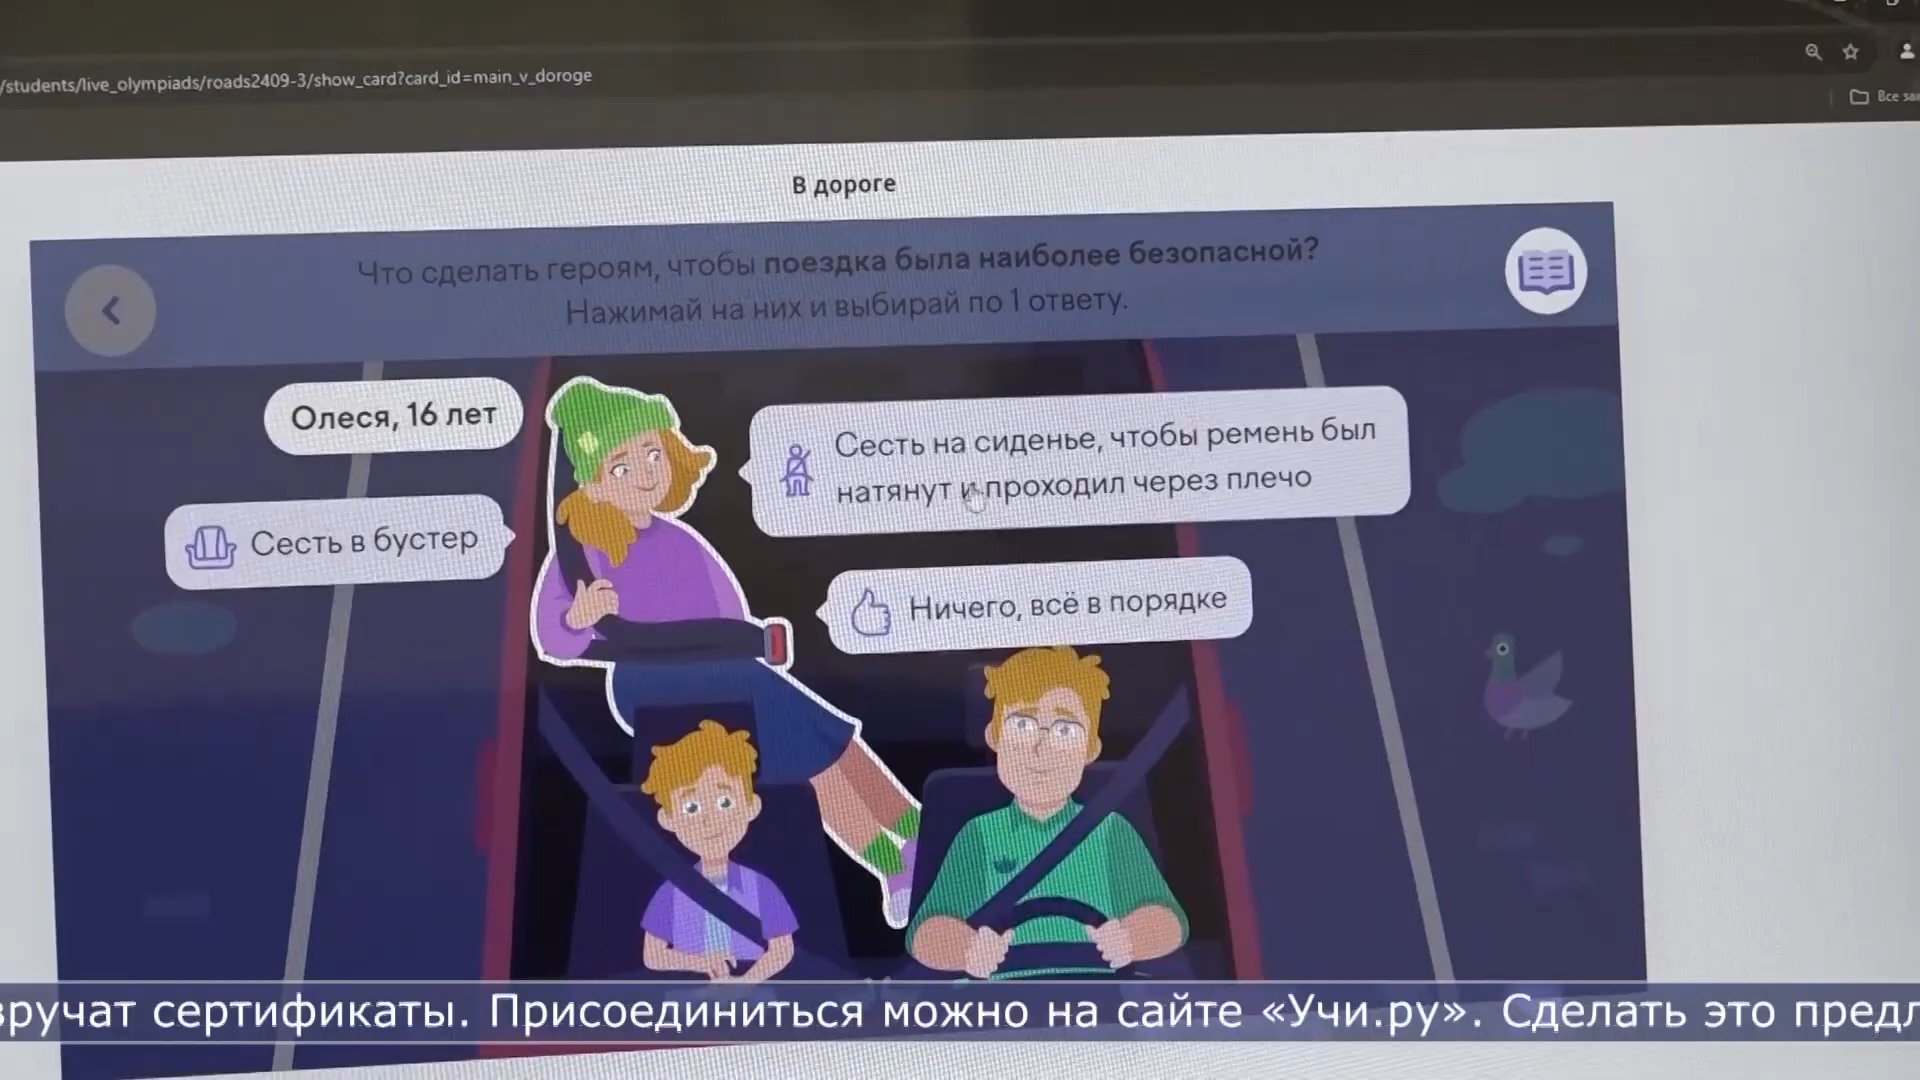 /students/live_olympiads/roads2409-3/show_card?card_id=main_v_doroge
Все
В дороге
Что сделать героям, чтобы поездка была наиболее безопасной?
Нажимай на них и выбирай по 1 ответу.
Олеся, 16 лет
Сесть на сиденье, чтобы ремень был
натянут и проходил через плечо
Сесть в бустер
Ничего, всё в порядке
вручат сертификаты. Присоединиться можно на сайте «Учи.ру». Сделать это